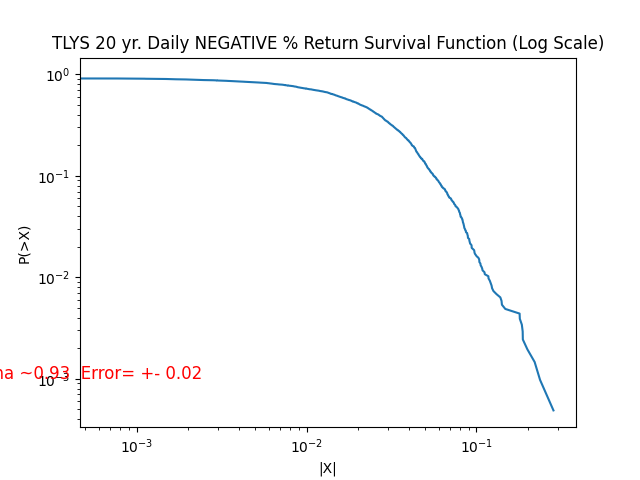 TLYS 20 yr. Daily NEGATIVE % Return Survival Function (Log Scale)
10⁰
10⁻¹
P(>X)
10⁻²
~0.93 Error= +- 0.02
10⁻³
10⁻³ 10⁻² 10⁻¹
|X|